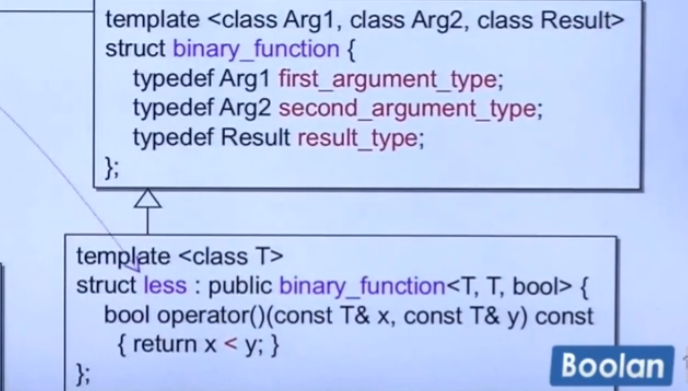 template <class Arg1, class Arg2, class Result>
struct binary_function {
typedef Arg1 first_argument_type;
typedef Arg2 second_argument_type;
typedef Result result_type;
};
template <class T>
struct less : public binary_function<T, T, bool> {
bool operator()(const T& x, const T& y) const
{ return x < y; }
};
Boolan